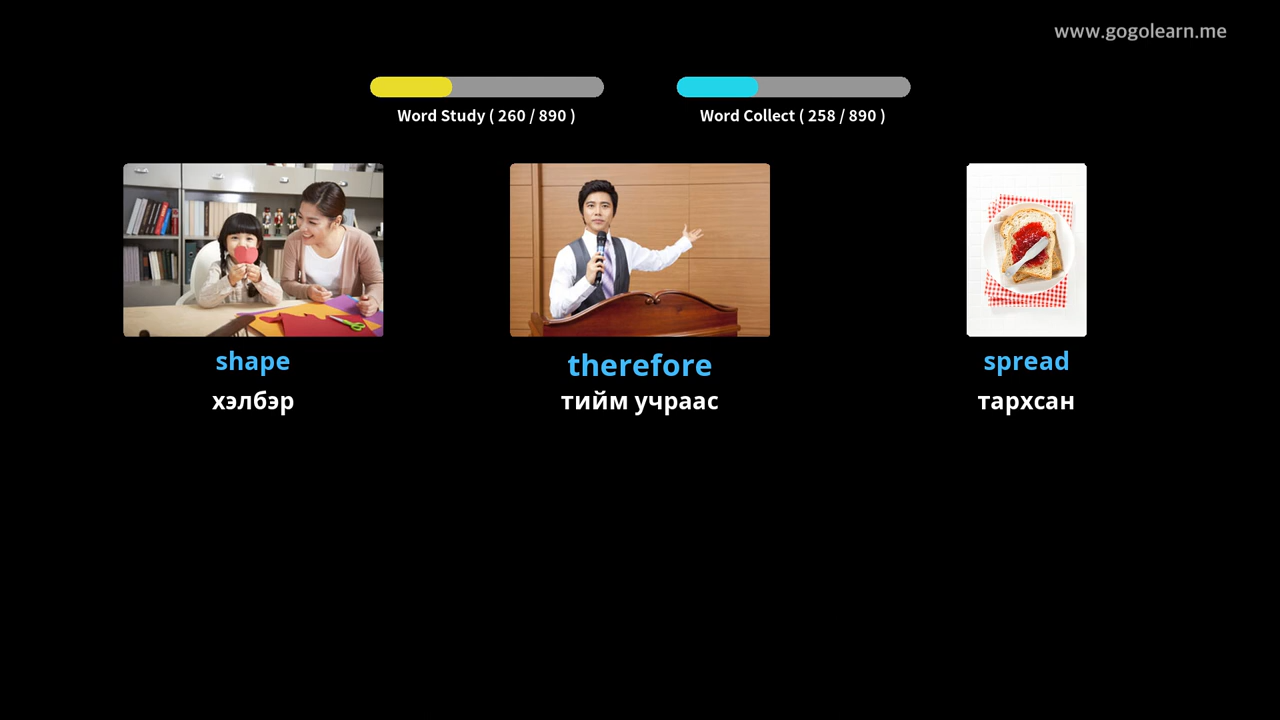 www.gogolearn.me
Word Study ( 260 / 890 )
Word Collect ( 258 / 890 )
shape
хэлбэр
therefore
тийм учраас
spread
тархсан